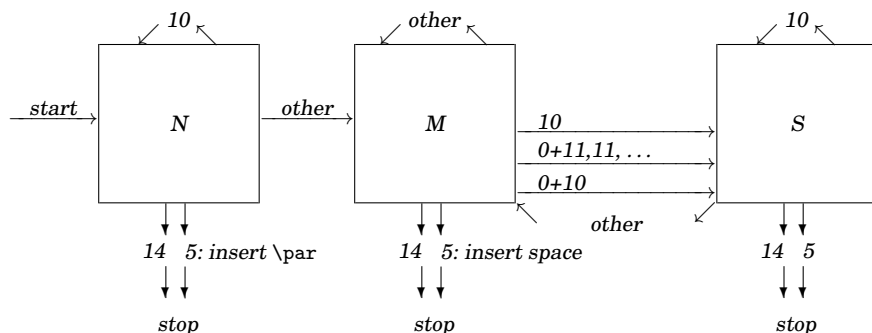 10 other 10
start other 10
N M S
0+11,11, ...
0+10
other
14 5: insert \par 14 5: insert space 14 5
stop stop stop